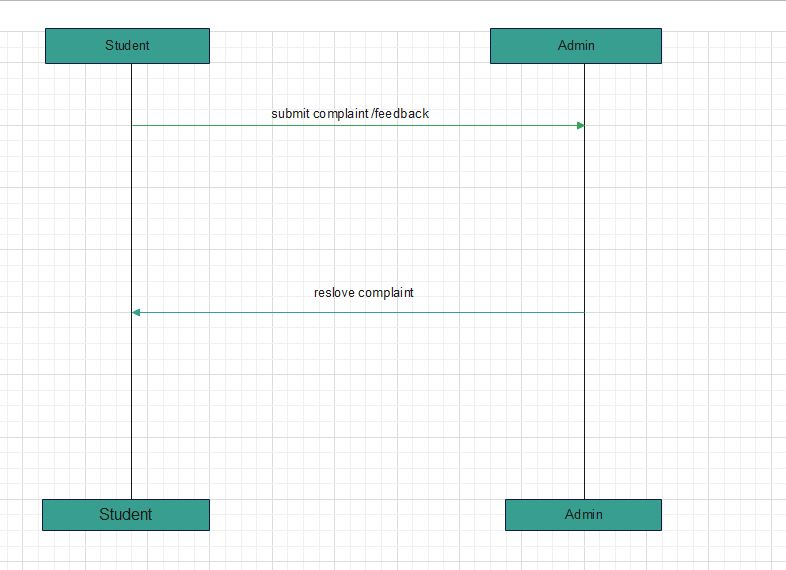 Student
Admin
submit complaint/feedback
reslove complaint
Student
Admin